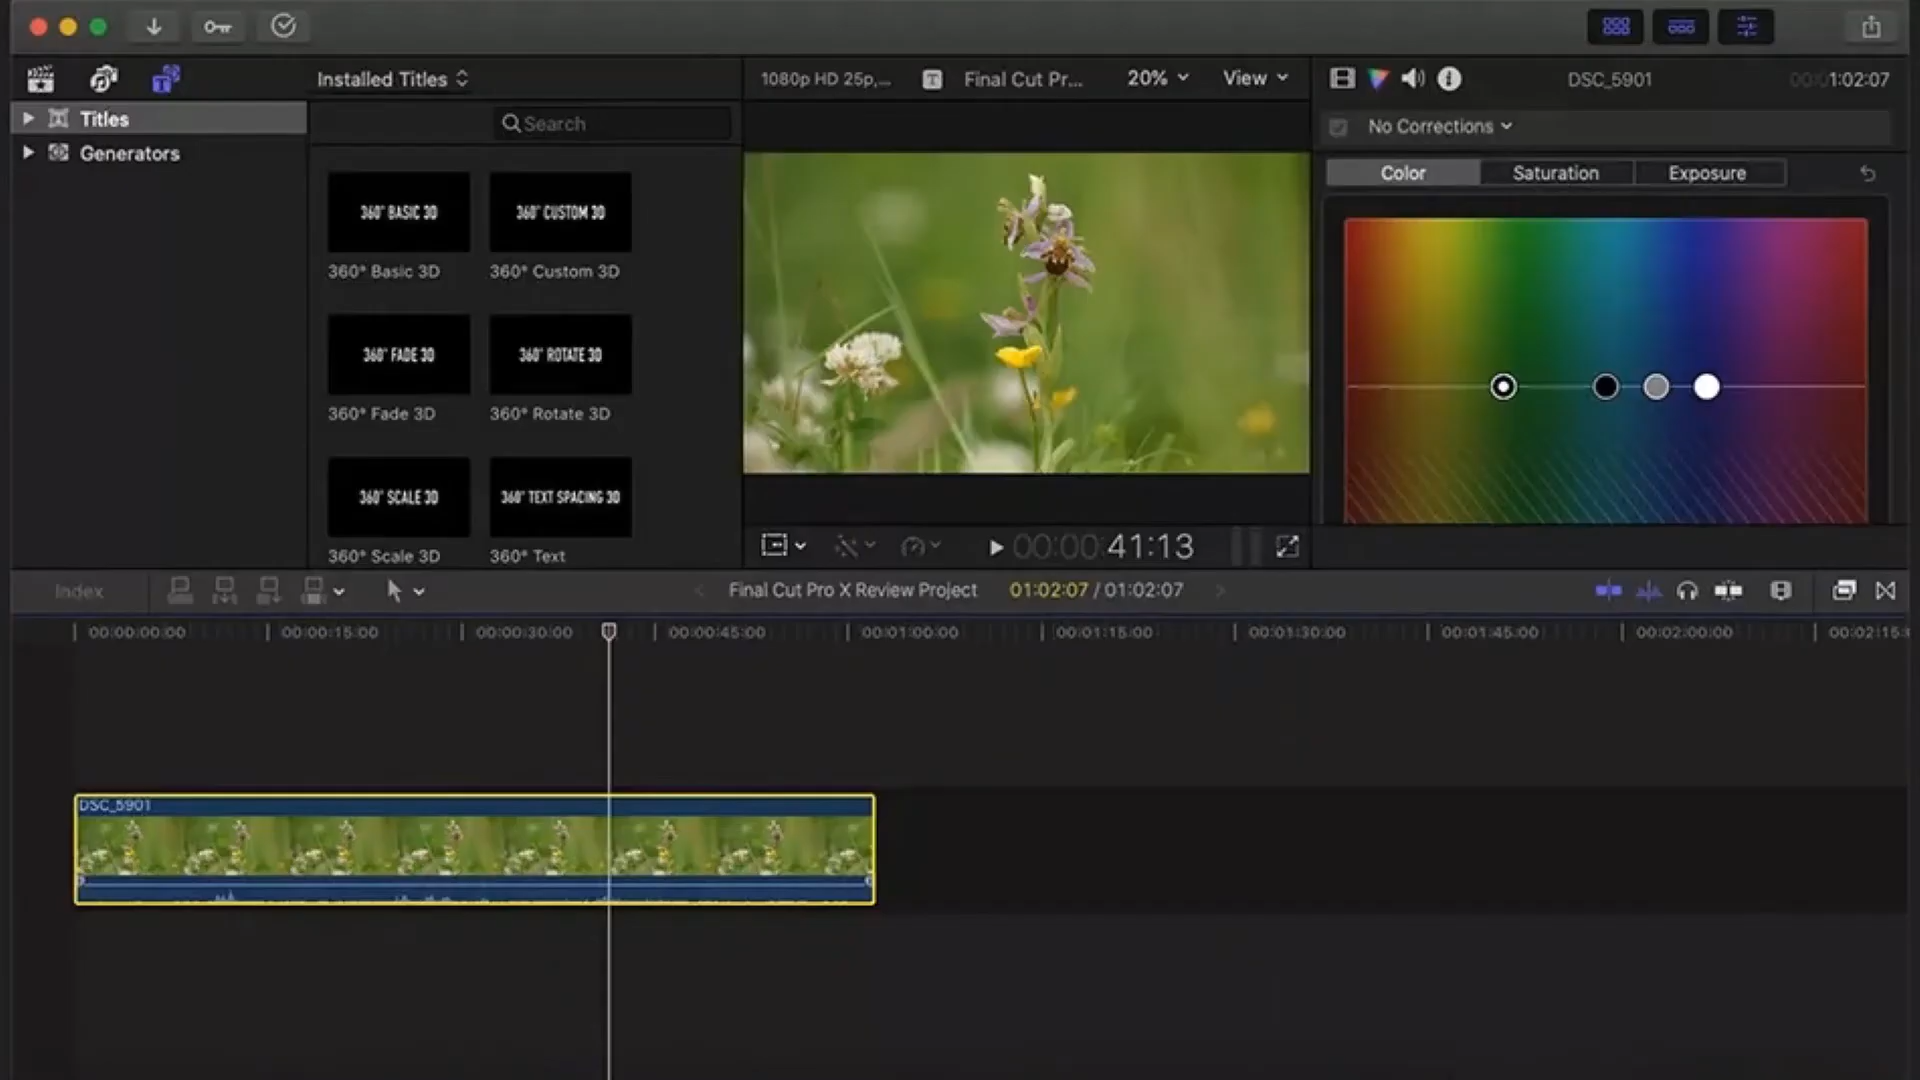 Installed Titles
1080p HD 25p,...
Final Cut Pr...
20%
View
DSC_5901
00:01:02:07
Titles
Search
No Corrections
Generators
Color
Saturation
Exposure
360° BASIC 3D
360° CUSTOM 3D
360° Basic 3D
360° Custom 3D
360° FADE 3D
360° ROTATE 3D
360° Fade 3D
360° Rotate 3D
360° SCALE 3D
360° TEXT SPACING 3D
360° Scale 3D
360° Text
00:00:41:13
Index
Final Cut Pro X Review Project
01:02:07 / 01:02:07
00:00:00:00
00:00:15:00
00:00:30:00
00:00:45:00
00:01:00:00
00:01:15:00
00:01:30:00
00:01:45:00
00:02:00:00
00:02:15:
DSC_5901